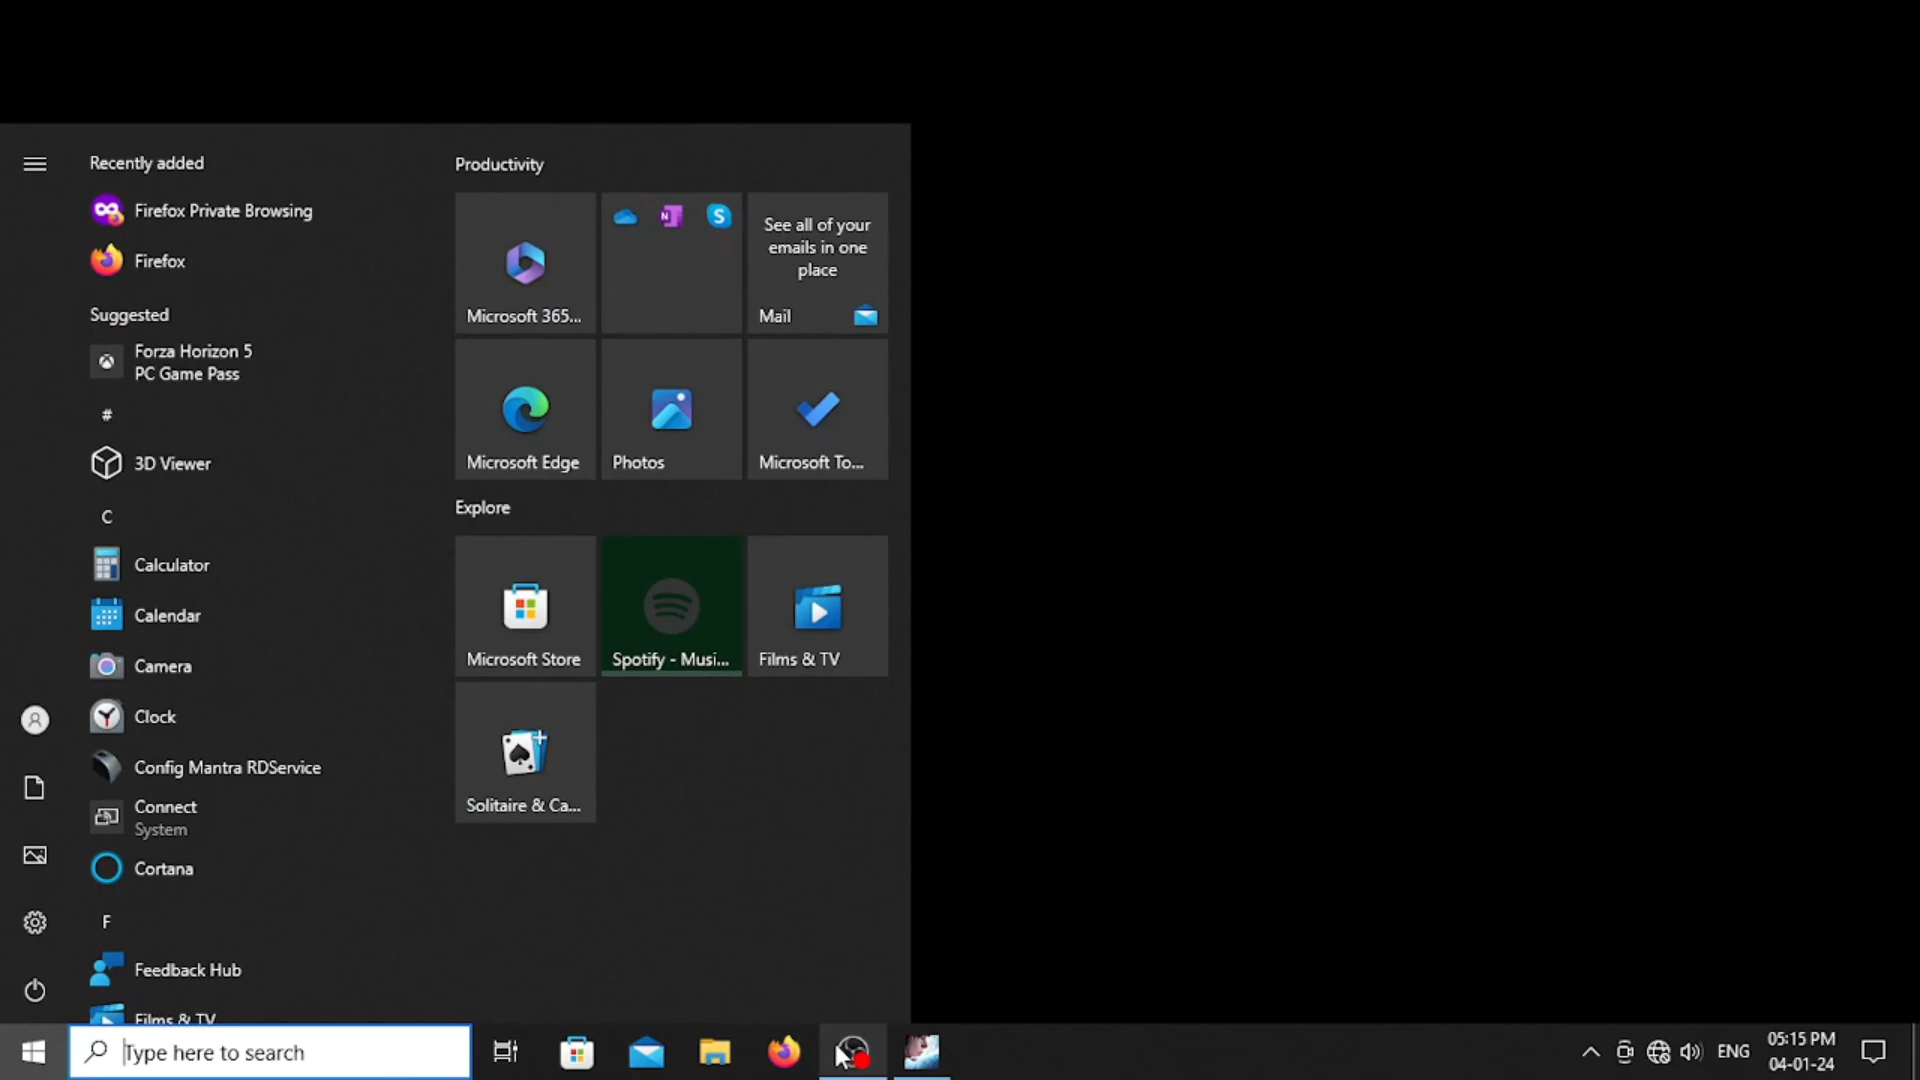 Recently added
Firefox Private Browsing
Firefox
Suggested
Forza Horizon 5
PC Game Pass
#
3D Viewer
C
Calculator
Calendar
Camera
Clock
Config Mantra RDService
Connect
System
Cortana
F
Feedback Hub
Films & TV
Productivity
Microsoft 365...
N
S
See all of your
emails in one
place
Mail
Microsoft Edge
Photos
Microsoft To...
Explore
Microsoft Store
Spotify - Musi...
Films & TV
Solitaire & Ca...
Type here to search
ENG
05:15 PM
04-01-24